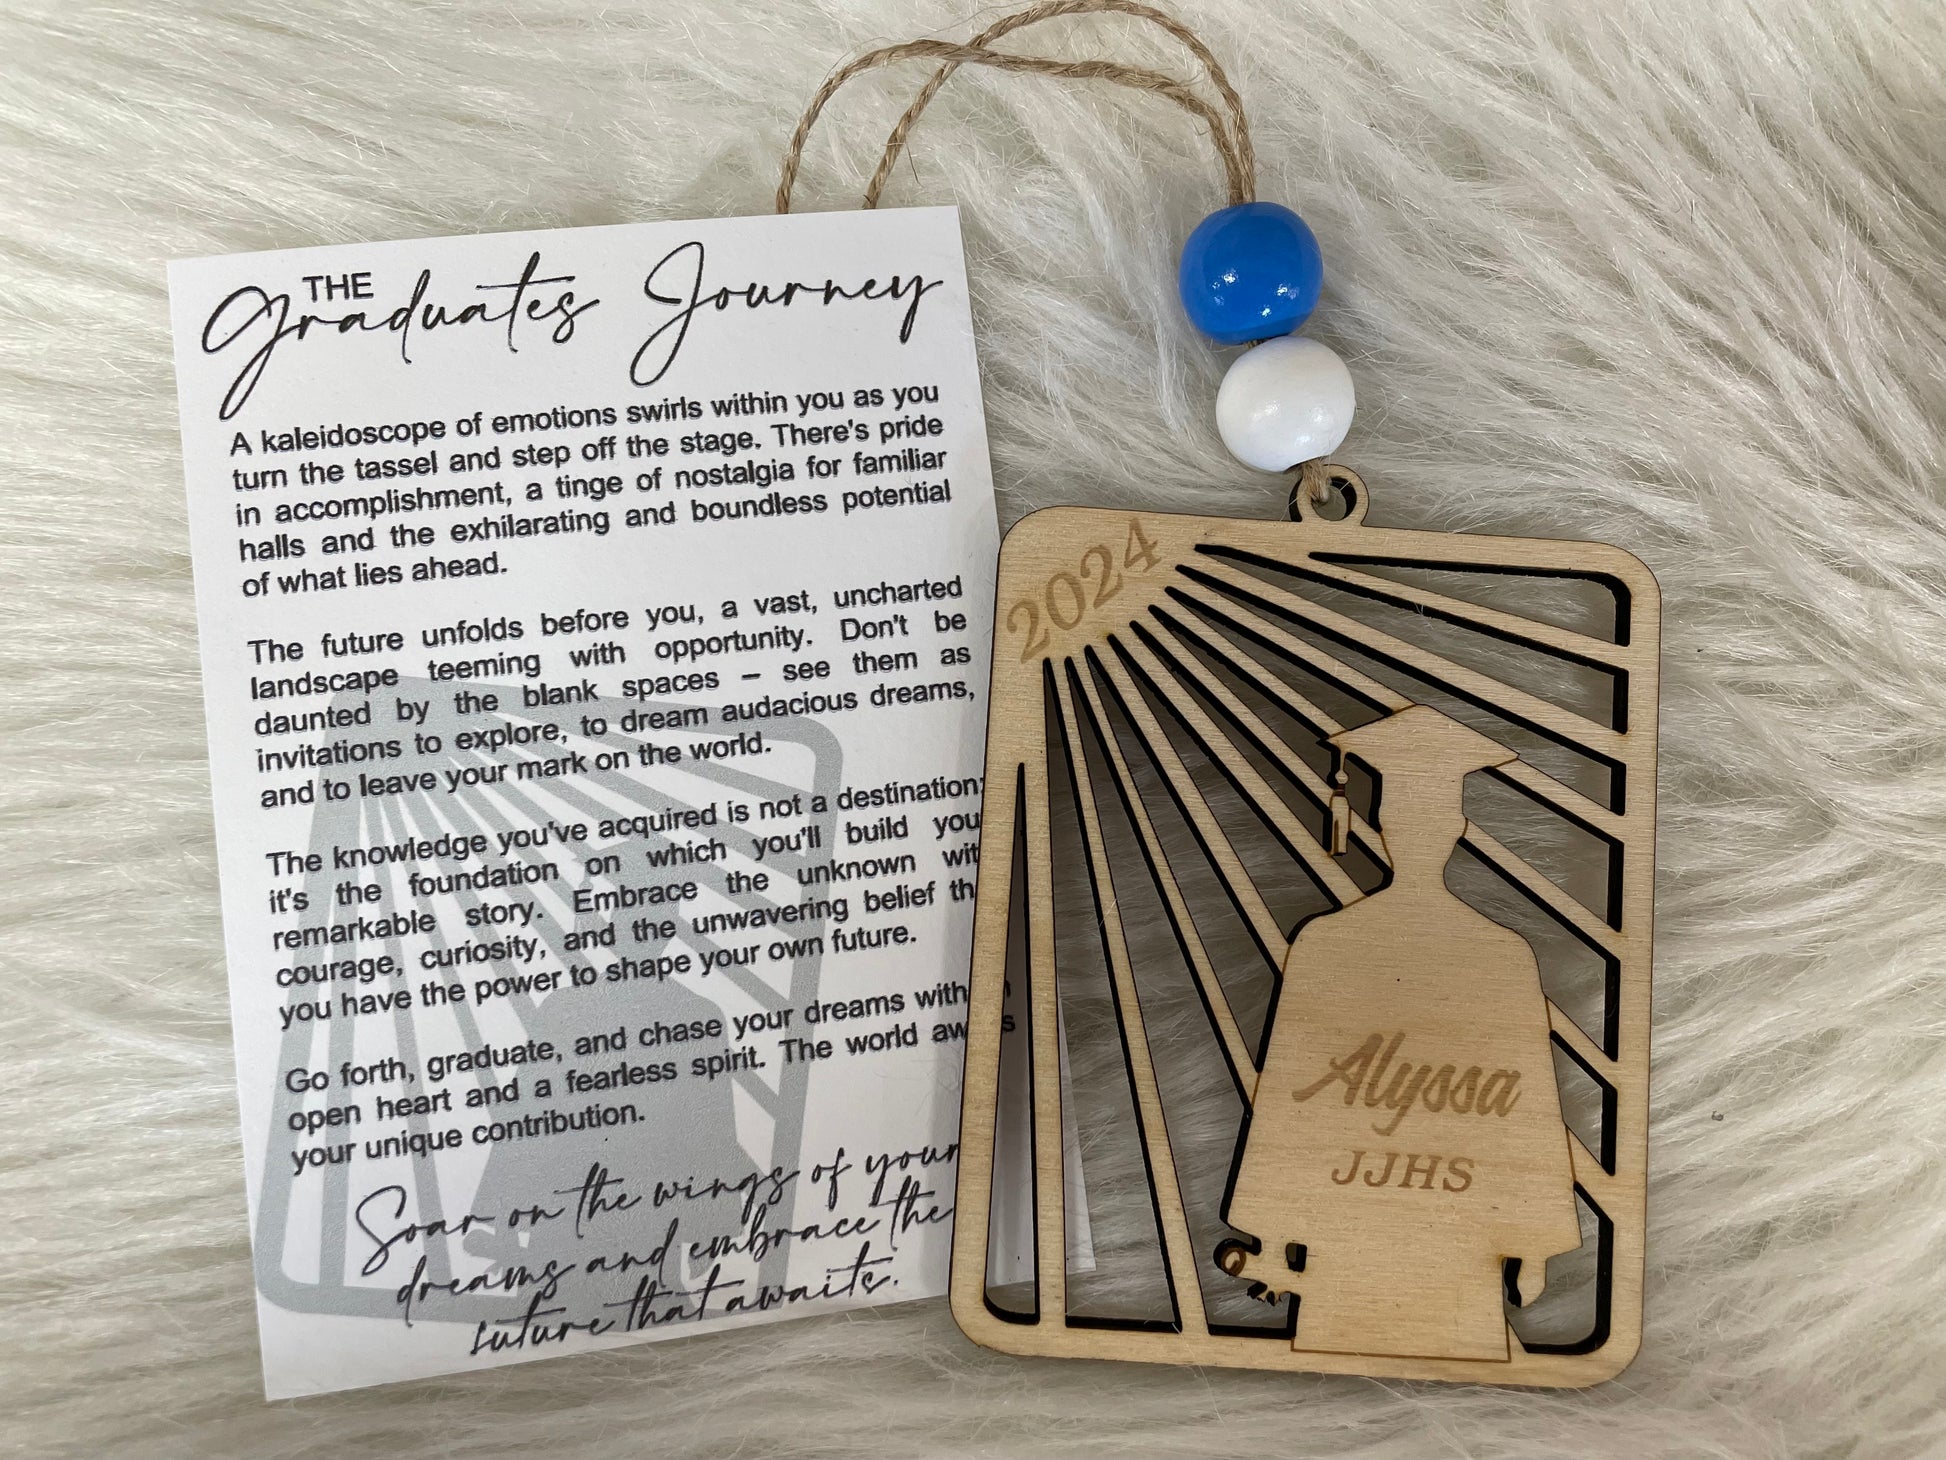 THE
Graduates Journey
A kaleidoscope of emotions swirls within you as you
turn the tassel and step off the stage. There's pride
in accomplishment, a tinge of nostalgia for familiar
halls and the exhilarating and boundless potential
of what lies ahead.
The future unfolds before you, a vast, uncharted
landscape teeming with opportunity. Don't be
daunted by the blank spaces – see them as
invitations to explore, to dream audacious dreams,
and to leave your mark on the world.
The knowledge you've acquired is not a destination;
it's the foundation on which you'll build
remarkable story. Embrace the unknown
courage, curiosity, and the unwavering belief
you have the power to shape your own future.
Go forth, graduate, and chase your dreams with
open heart and a fearless spirit. The world
your unique contribution.
Soar on the wings of your
dreams and embrace the
future that awaits.
2024
Alyssa
JJHS